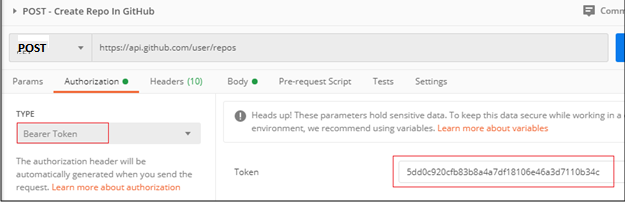 POST - Create Repo In GitHub
Comm
POST
https://api.github.com/user/repos
Params Authorization Headers (10) Body Pre-request Script Tests Settings
TYPE
Bearer Token
The authorization header will be
automatically generated when you send the
request. Learn more about authorization
Heads up! These parameters hold sensitive data. To keep this data secure while working in a
environment, we recommend using variables. Learn more about variables
Token
5dd0c920cfb83b8a4a7df18106e46a3d7110b34c